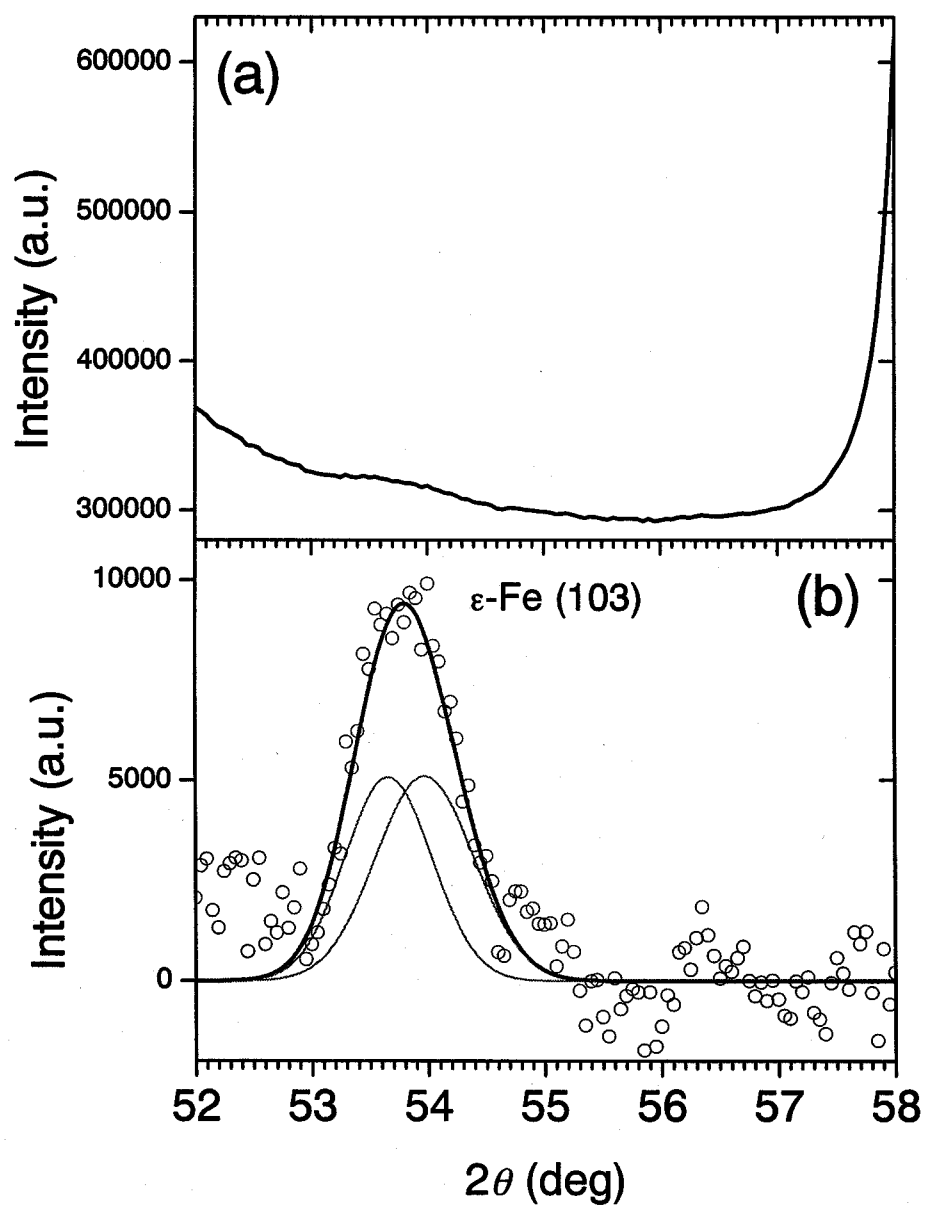 (a)
600000
500000
400000
300000
Intensity (a.u.)
(b)
ε-Fe (103)
10000
5000
0
Intensity (a.u.)
52 53 54 55 56 57 58
2θ (deg)